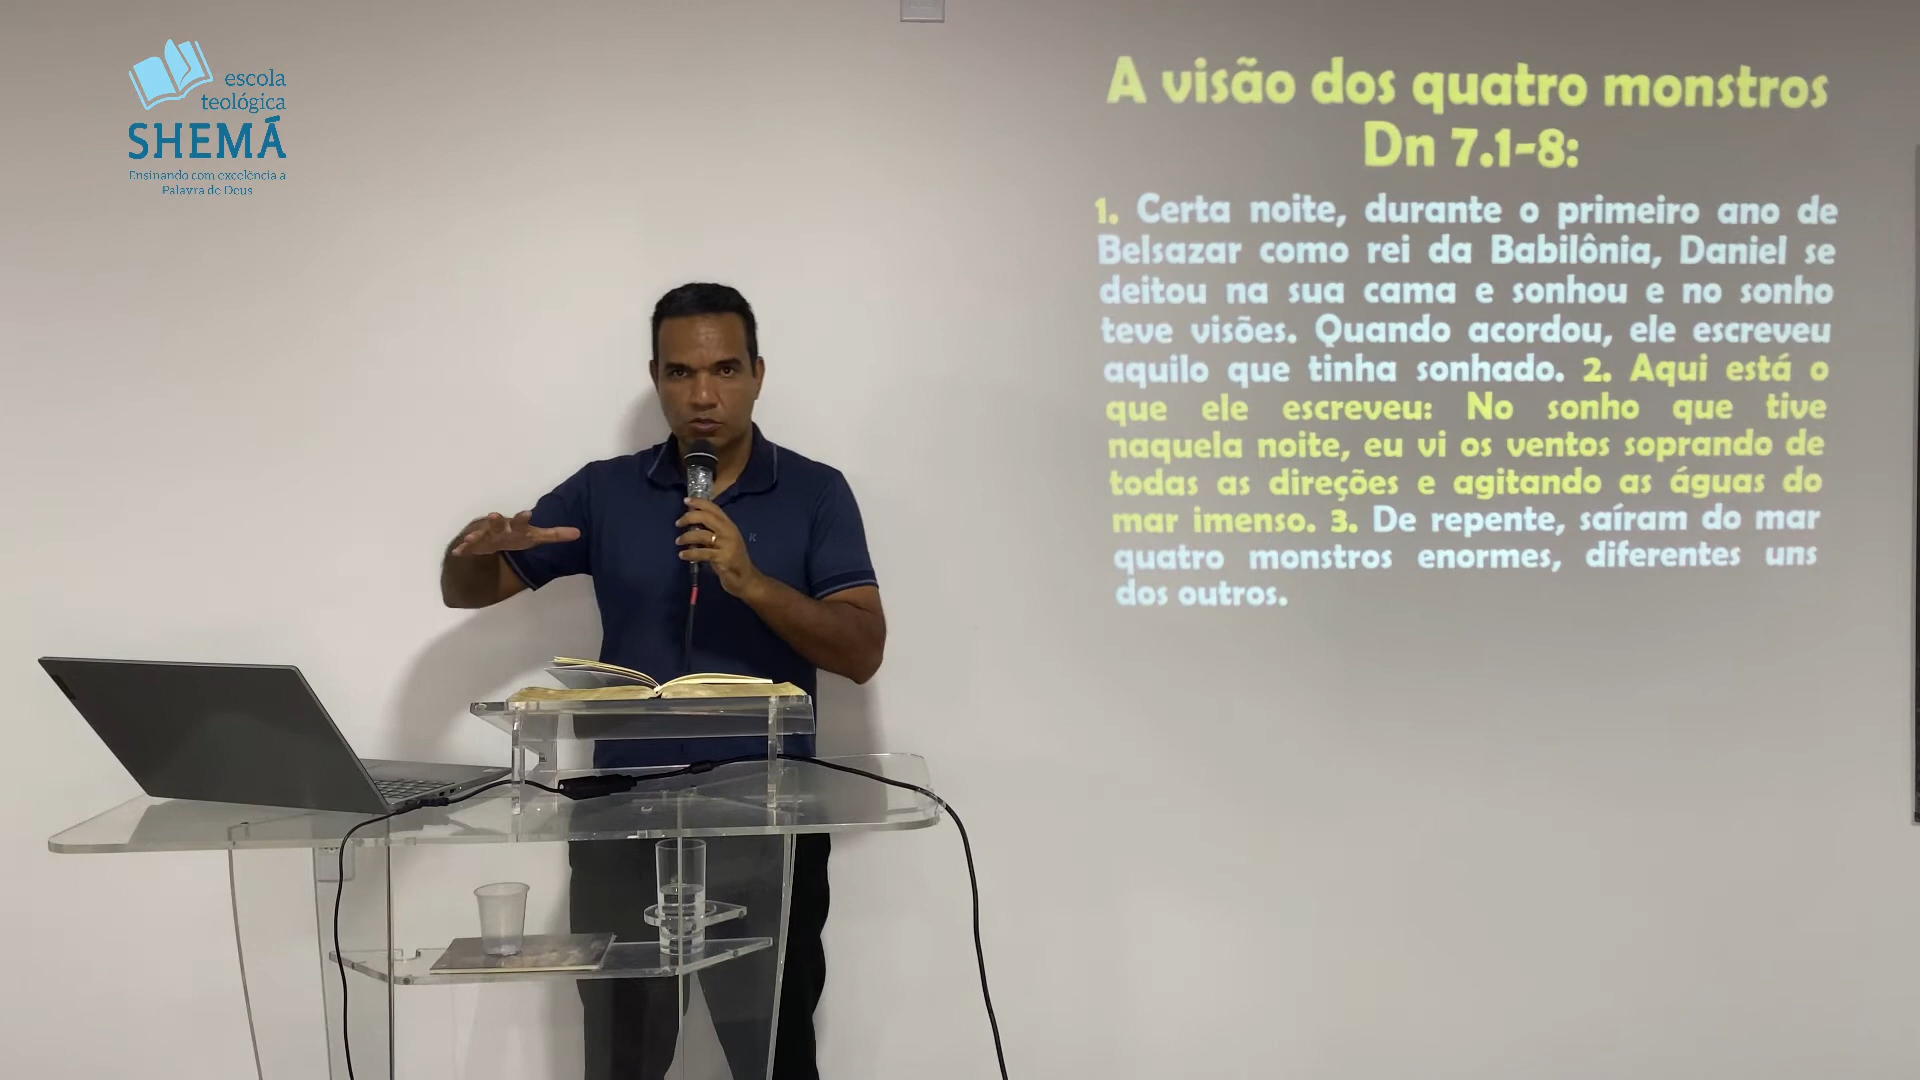 escola
teológica
SHEMÁ
Ensinando com excelência a
Palavra de Deus
A visão dos quatro monstros
Dn 7.1-8:
1. Certa noite, durante o primeiro ano de
Belsazar como rei da Babilônia, Daniel se
deitou na sua cama e sonhou e no sonho
teve visões. Quando acordou, ele escreveu
aquilo que tinha sonhado. 2. Aqui está o
que ele escreveu: No sonho que tive
naquela noite, eu vi os ventos soprando de
todas as direções e agitando as águas do
mar imenso. 3. De repente, saíram do mar
quatro monstros enormes, diferentes uns
dos outros.